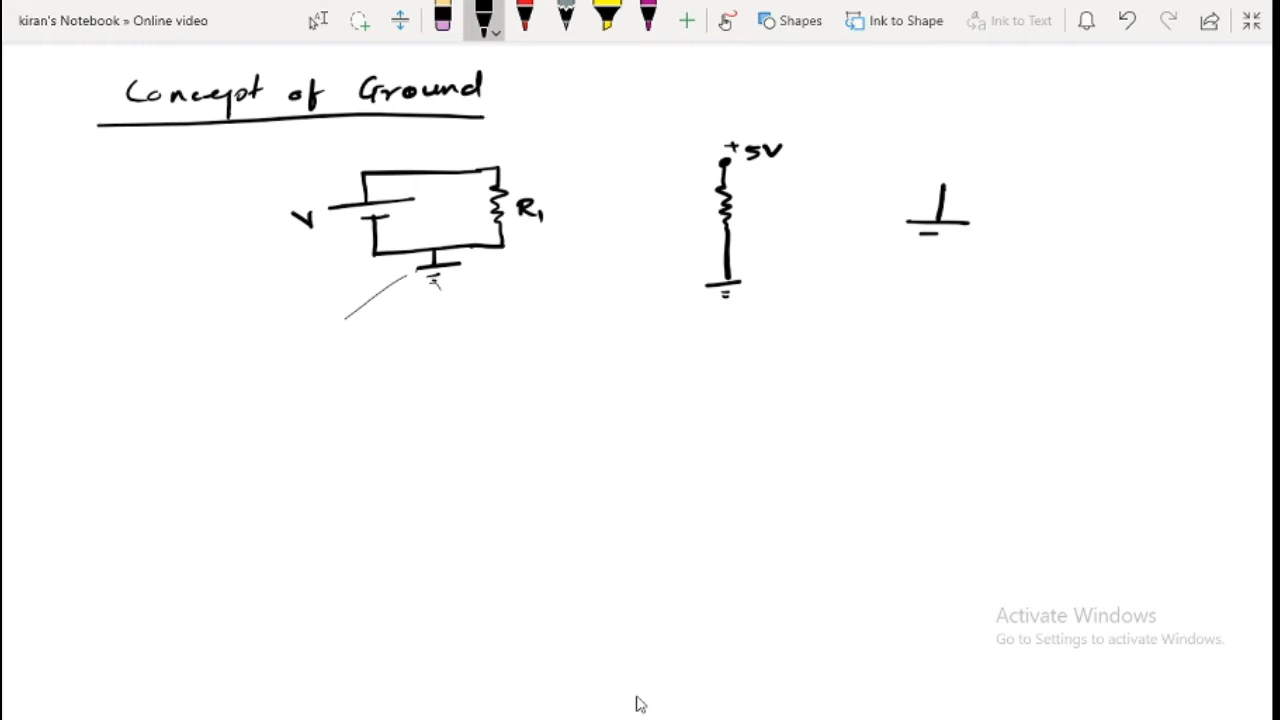 kiran's Notebook » Online video
Shapes
Ink to Shape
Ink to Text
Concept of Ground
+5V
V
R1
Activate Windows
Go to Settings to activate Windows.